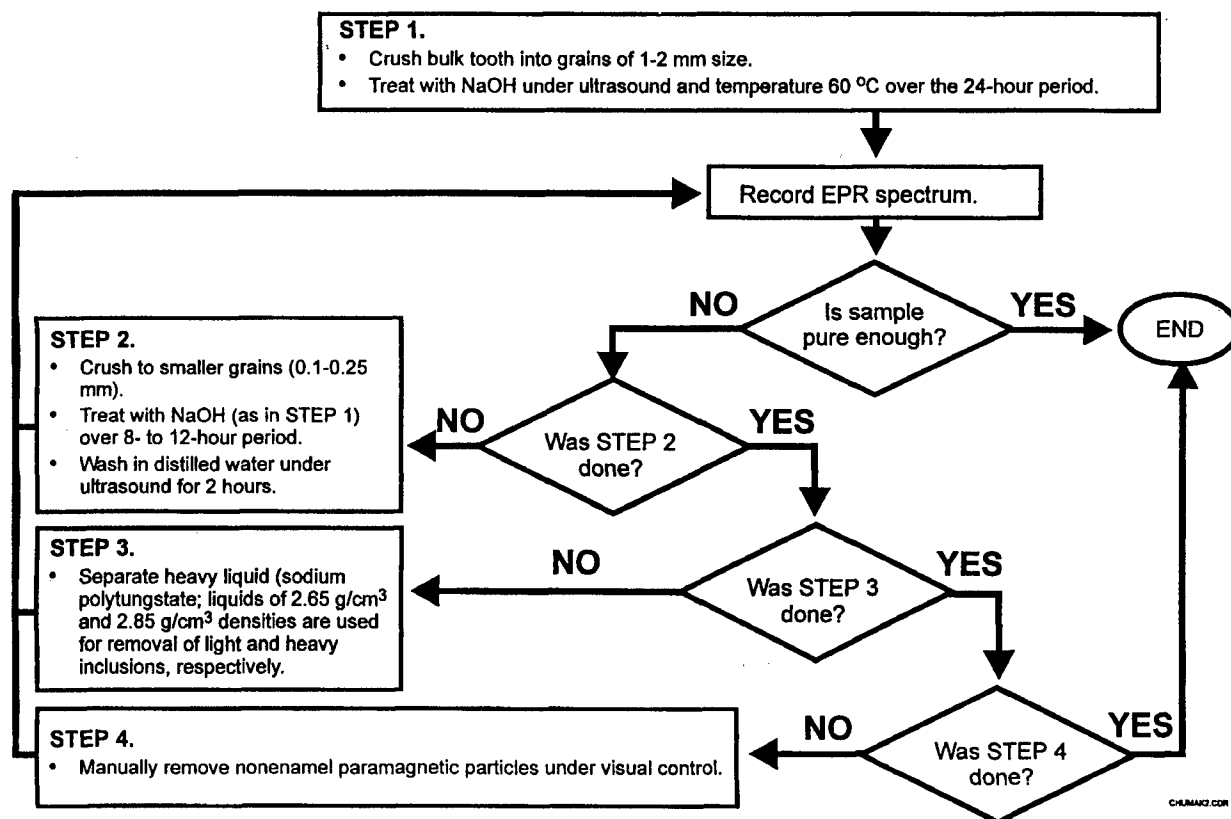 STEP 1.
• Crush bulk tooth into grains of 1-2 mm size.
• Treat with NaOH under ultrasound and temperature 60 °C over the 24-hour period.
Record EPR spectrum.
NO
Is sample
pure enough?
YES
END
STEP 2.
• Crush to smaller grains (0.1-0.25
mm).
• Treat with NaOH (as in STEP 1)
over 8- to 12-hour period.
• Wash in distilled water under
ultrasound for 2 hours.
NO
Was STEP 2
done?
YES
STEP 3.
• Separate heavy liquid (sodium
polytungstate; liquids of 2.65 g/cm³
and 2.85 g/cm³ densities are used
for removal of light and heavy
inclusions, respectively.
NO
Was STEP 3
done?
YES
STEP 4.
• Manually remove nonenamel paramagnetic particles under visual control.
NO
Was STEP 4
done?
YES
CHUMAK2.CDR